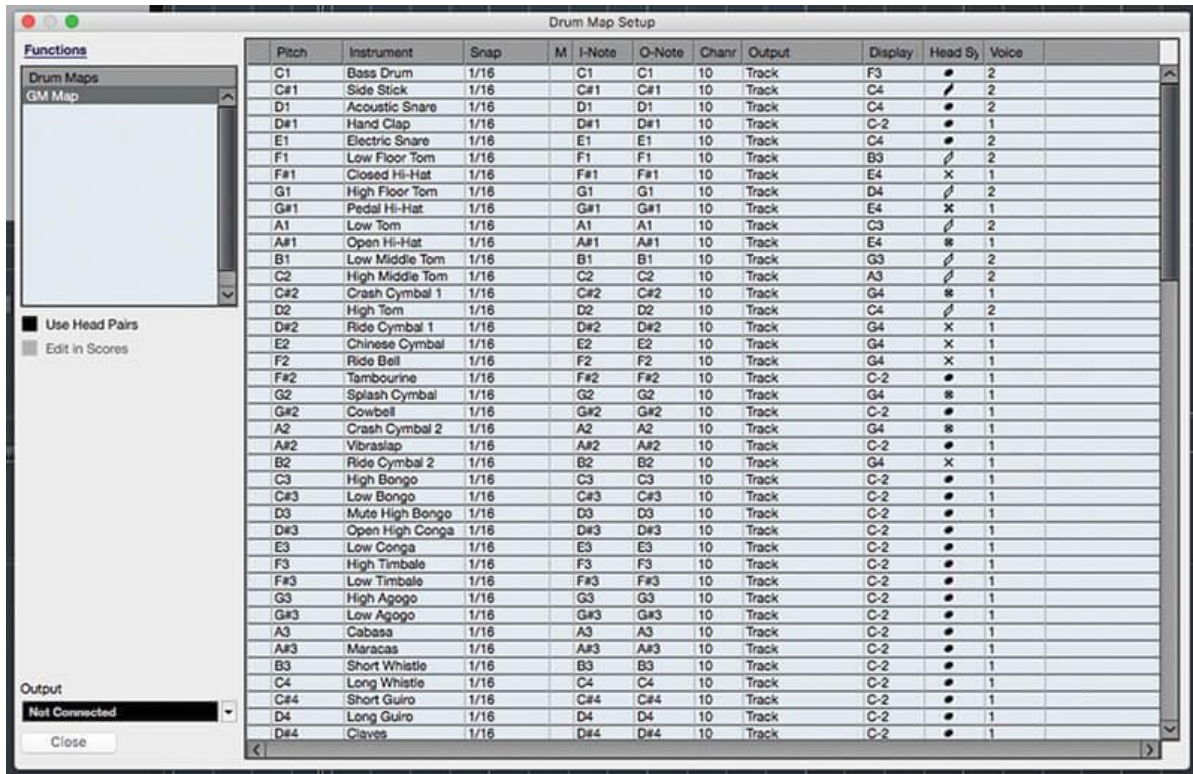 Drum Map Setup
Functions
Drum Maps
GM Map
Use Head Pairs
Edit in Scores
Output
Not Connected
Close
Pitch Instrument Snap M I-Note O-Note Chanr Output Display Head Sy Voice
C1 Bass Drum 1/16 C1 C1 10 Track F3 2
C#1 Side Stick 1/16 C#1 C#1 10 Track C4 2
D1 Acoustic Snare 1/16 D1 D1 10 Track C4 2
D#1 Hand Clap 1/16 D#1 D#1 10 Track C-2 1
E1 Electric Snare 1/16 E1 E1 10 Track C4 2
F1 Low Floor Tom 1/16 F1 F1 10 Track B3 2
F#1 Closed Hi-Hat 1/16 F#1 F#1 10 Track E4 1
G1 High Floor Tom 1/16 G1 G1 10 Track D4 2
G#1 Pedal Hi-Hat 1/16 G#1 G#1 10 Track E4 1
A1 Low Tom 1/16 A1 A1 10 Track C3 2
A#1 Open Hi-Hat 1/16 A#1 A#1 10 Track E4 1
B1 Low Middle Tom 1/16 B1 B1 10 Track G3 2
C2 High Middle Tom 1/16 C2 C2 10 Track A3 2
C#2 Crash Cymbal 1 1/16 C#2 C#2 10 Track G4 1
D2 High Tom 1/16 D2 D2 10 Track C4 2
D#2 Ride Cymbal 1 1/16 D#2 D#2 10 Track G4 1
E2 Chinese Cymbal 1/16 E2 E2 10 Track G4 1
F2 Ride Bell 1/16 F2 F2 10 Track G4 1
F#2 Tambourine 1/16 F#2 F#2 10 Track C-2 1
G2 Splash Cymbal 1/16 G2 G2 10 Track G4 1
G#2 Cowbell 1/16 G#2 G#2 10 Track C-2 1
A2 Crash Cymbal 2 1/16 A2 A2 10 Track G4 1
A#2 Vibraslap 1/16 A#2 A#2 10 Track C-2 1
B2 Ride Cymbal 2 1/16 B2 B2 10 Track G4 1
C3 High Bongo 1/16 C3 C3 10 Track C-2 1
C#3 Low Bongo 1/16 C#3 C#3 10 Track C-2 1
D3 Mute High Bongo 1/16 D3 D3 10 Track C-2 1
D#3 Open High Conga 1/16 D#3 D#3 10 Track C-2 1
E3 Low Conga 1/16 E3 E3 10 Track C-2 1
F3 High Timbale 1/16 F3 F3 10 Track C-2 1
F#3 Low Timbale 1/16 F#3 F#3 10 Track C-2 1
G3 High Agogo 1/16 G3 G3 10 Track C-2 1
G#3 Low Agogo 1/16 G#3 G#3 10 Track C-2 1
A3 Cabasa 1/16 A3 A3 10 Track C-2 1
A#3 Maracas 1/16 A#3 A#3 10 Track C-2 1
B3 Short Whistle 1/16 B3 B3 10 Track C-2 1
C4 Long Whistle 1/16 C4 C4 10 Track C-2 1
C#4 Short Guiro 1/16 C#4 C#4 10 Track C-2 1
D4 Long Guiro 1/16 D4 D4 10 Track C-2 1
D#4 Claves 1/16 D#4 D#4 10 Track C-2 1